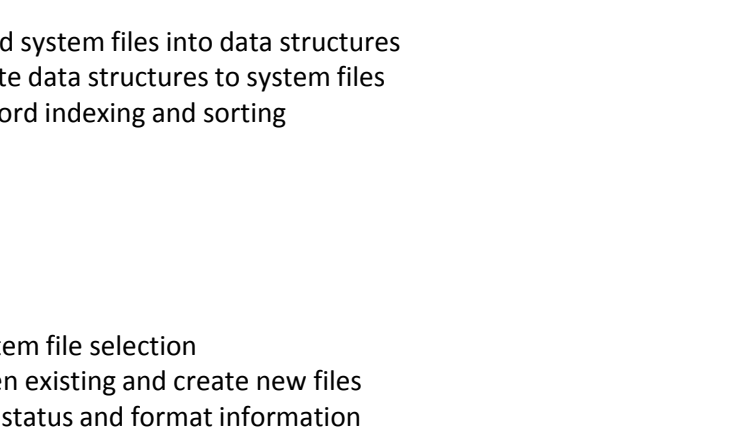 d system files into data structures
te data structures to system files
ord indexing and sorting
tem file selection
en existing and create new files
status and format information